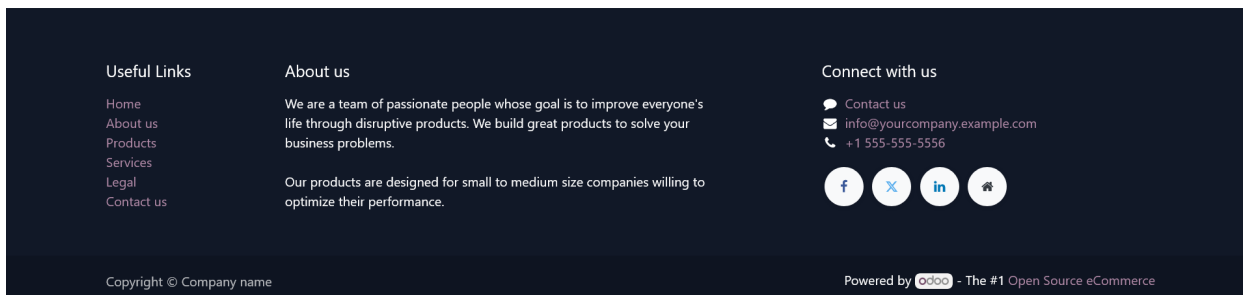 Useful Links
Home
About us
Products
Services
Legal
Contact us
About us
We are a team of passionate people whose goal is to improve everyone's
life through disruptive products. We build great products to solve your
business problems.
Our products are designed for small to medium size companies willing to
optimize their performance.
Connect with us
Contact us
info@yourcompany.example.com
+1 555-555-5556
Copyright © Company name
Powered by odoo - The #1 Open Source eCommerce